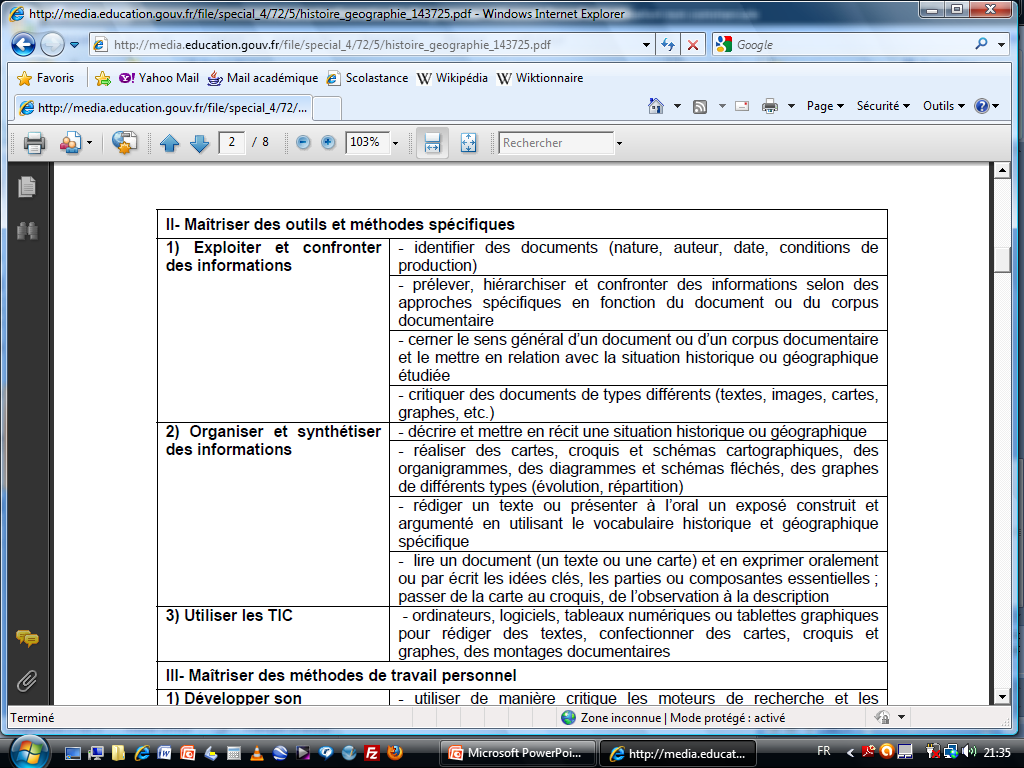 http://media.education.gouv.fr/file/special_4/72/5/histoire_geographie_143725.pdf - Windows Internet Explorer
http://media.education.gouv.fr/file/special_4/72/5/histoire_geographie_143725.pdf
Google
Favoris Yahoo Mail Mail académique Scolastance Wikipédia Wiktionnaire
http://media.education.gouv.fr/file/special_4/72/...
Page Sécurité Outils
2 / 8 103% Rechercher
II- Maîtriser des outils et méthodes spécifiques
1) Exploiter et confronter
des informations
- identifier des documents (nature, auteur, date, conditions de
production)
- prélever, hiérarchiser et confronter des informations selon des
approches spécifiques en fonction du document ou du corpus
documentaire
- cerner le sens général d’un document ou d’un corpus documentaire
et le mettre en relation avec la situation historique ou géographique
étudiée
- critiquer des documents de types différents (textes, images, cartes,
graphes, etc.)
2) Organiser et synthétiser
des informations
- décrire et mettre en récit une situation historique ou géographique
- réaliser des cartes, croquis et schémas cartographiques, des
organigrammes, des diagrammes et schémas fléchés, des graphes
de différents types (évolution, répartition)
- rédiger un texte ou présenter à l’oral un exposé construit et
argumenté en utilisant le vocabulaire historique et géographique
spécifique
- lire un document (un texte ou une carte) et en exprimer oralement
ou par écrit les idées clés, les parties ou composantes essentielles ;
passer de la carte au croquis, de l’observation à la description
3) Utiliser les TIC
- ordinateurs, logiciels, tableaux numériques ou tablettes graphiques
pour rédiger des textes, confectionner des cartes, croquis et
graphes, des montages documentaires
III- Maîtriser des méthodes de travail personnel
1) Développer son
- utiliser de manière critique les moteurs de recherche et les
Terminé
Zone inconnue | Mode protégé : activé
Microsoft PowerPoi...
http://media.educat...
FR
21:35